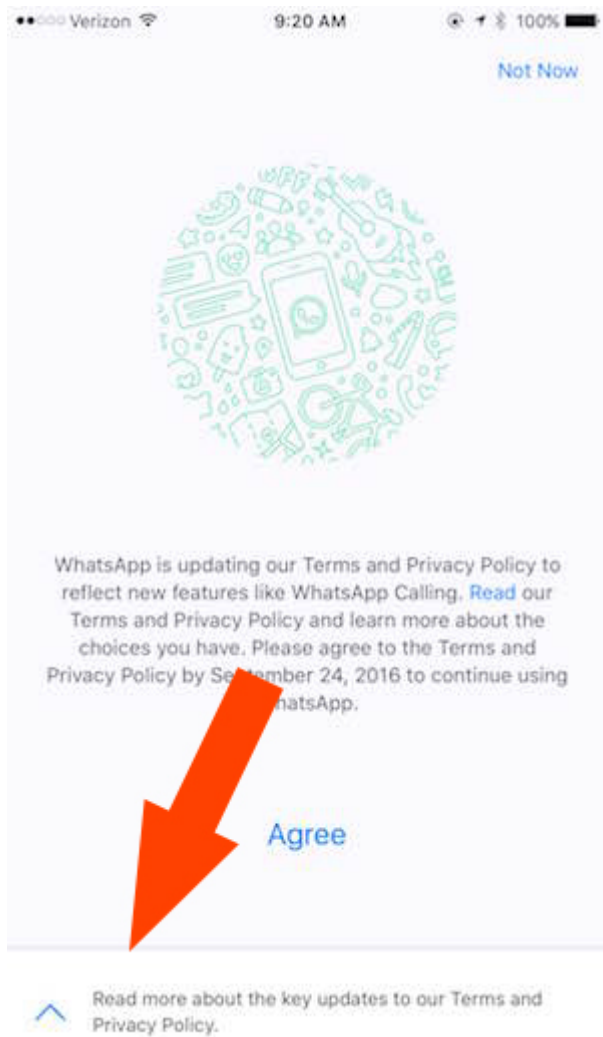 Verizon 9:20 AM 100%
Not Now
WhatsApp is updating our Terms and Privacy Policy to
reflect new features like WhatsApp Calling. Read our
Terms and Privacy Policy and learn more about the
choices you have. Please agree to the Terms and
Privacy Policy by September 24, 2016 to continue using
hatsApp.
Agree
Read more about the key updates to our Terms and
Privacy Policy.